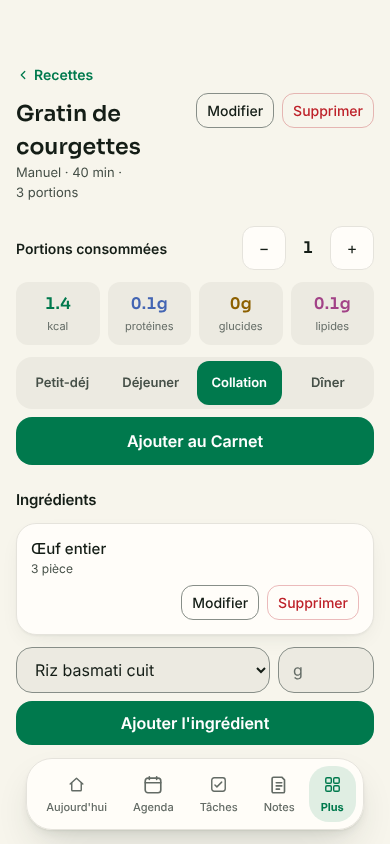 Recettes
Gratin de
courgettes
Modifier
Supprimer
Manuel · 40 min ·
3 portions
Portions consommées
− 1 +
1.4
kcal
0.1g
protéines
0g
glucides
0.1g
lipides
Petit-déj
Déjeuner
Collation
Dîner
Ajouter au Carnet
Ingrédients
Œuf entier
3 pièce
Modifier
Supprimer
Riz basmati cuit
g
Ajouter l'ingrédient
Aujourd'hui
Agenda
Tâches
Notes
Plus